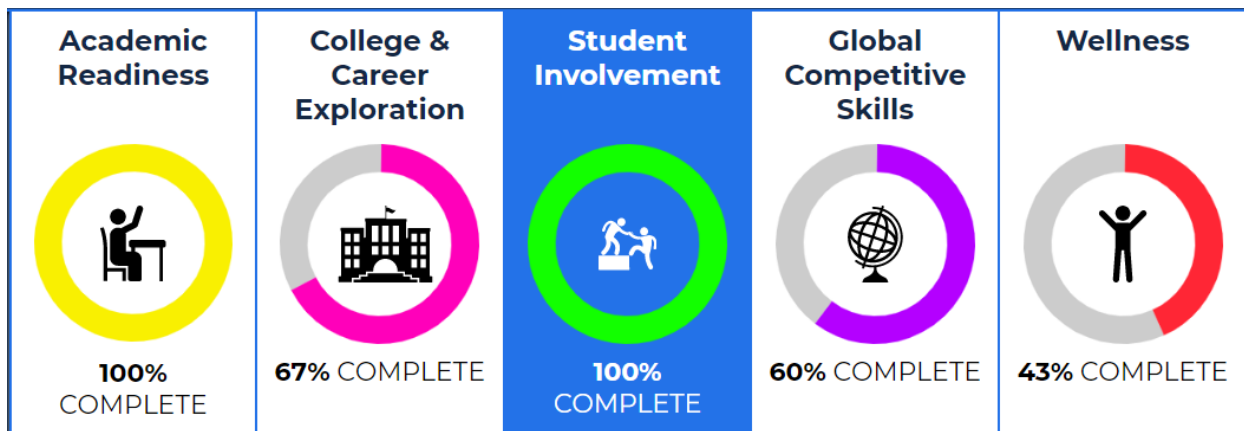 Academic
Readiness
100%
COMPLETE
College &
Career
Exploration
67% COMPLETE
Student
Involvement
100%
COMPLETE
Global
Competitive
Skills
60% COMPLETE
Wellness
43% COMPLETE